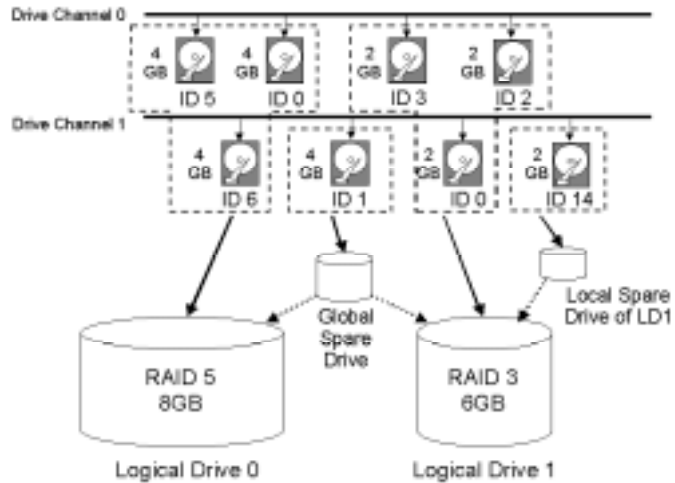 Drive Channel 0
4 GB
4 GB
2 GB
2 GB
ID 5
ID 0
ID 3
ID 2
Drive Channel 1
4 GB
4 GB
2 GB
2 GB
ID 6
ID 1
ID 0
ID 14
Global
Spare
Drive
Local Spare
Drive of LD1
RAID 5
8GB
RAID 3
6GB
Logical Drive 0
Logical Drive 1